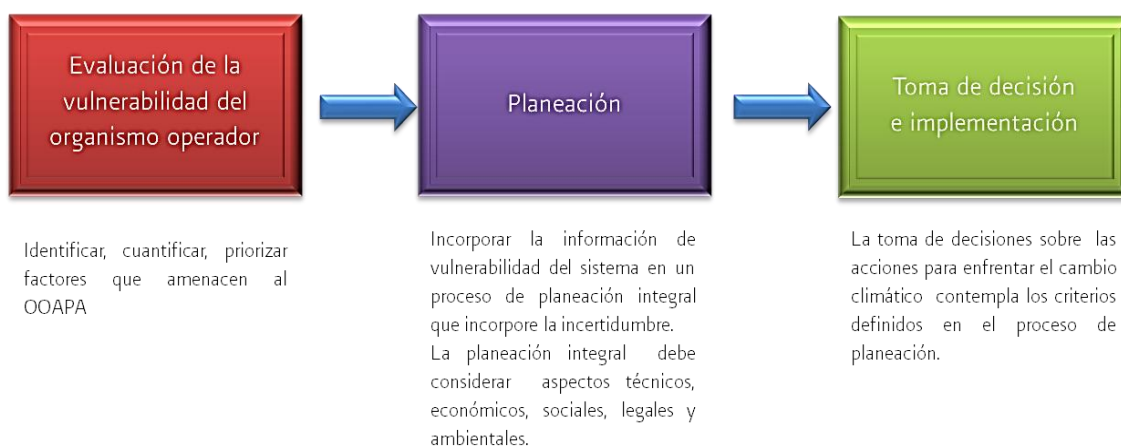 Evaluación de la
vulnerabilidad del
organismo operador
Planeación
Toma de decisión
e implementación
Identificar, cuantificar, priorizar
factores que amenacen al
OOAPA
Incorporar la información de
vulnerabilidad del sistema en un
proceso de planeación integral
que incorpore la incertidumbre.
La planeación integral debe
considerar aspectos técnicos,
económicos, sociales, legales y
ambientales.
La toma de decisiones sobre las
acciones para enfrentar el cambio
climático contempla los criterios
definidos en el proceso de
planeación.